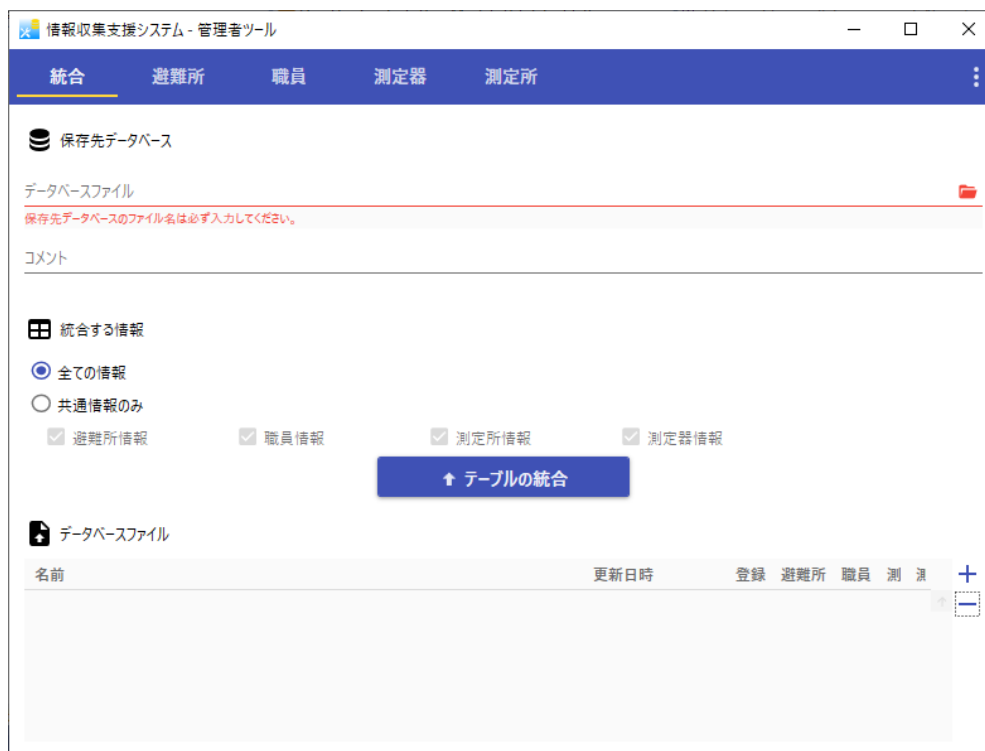 情報収集支援システム - 管理者ツール
統合 避難所 職員 測定器 測定所
保存先データベース
データベースファイル
保存先データベースのファイル名は必ず入力してください。
コメント
統合する情報
全ての情報
共通情報のみ
避難所情報 職員情報 測定所情報 測定器情報
テーブルの統合
データベースファイル
名前 更新日時 登録 避難所 職員 測